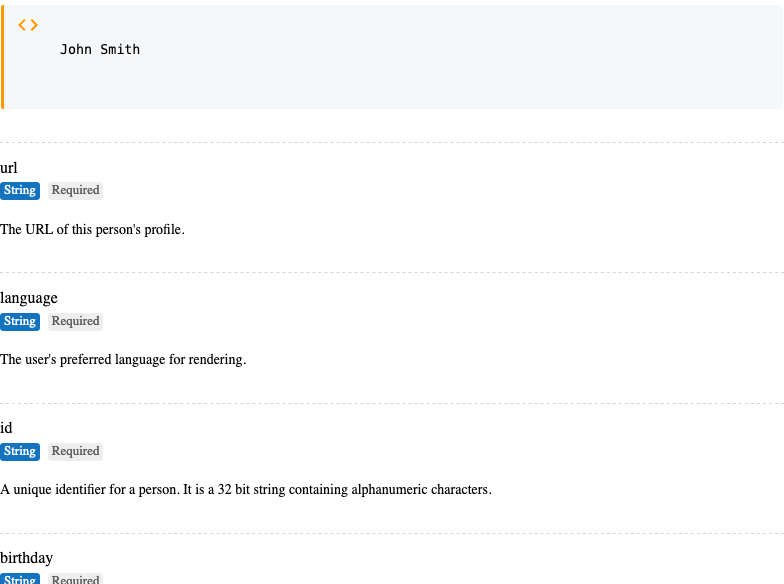 <>
John Smith
url
String Required
The URL of this person's profile.
language
String Required
The user's preferred language for rendering.
id
String Required
A unique identifier for a person. It is a 32 bit string containing alphanumeric characters.
birthday
String Required